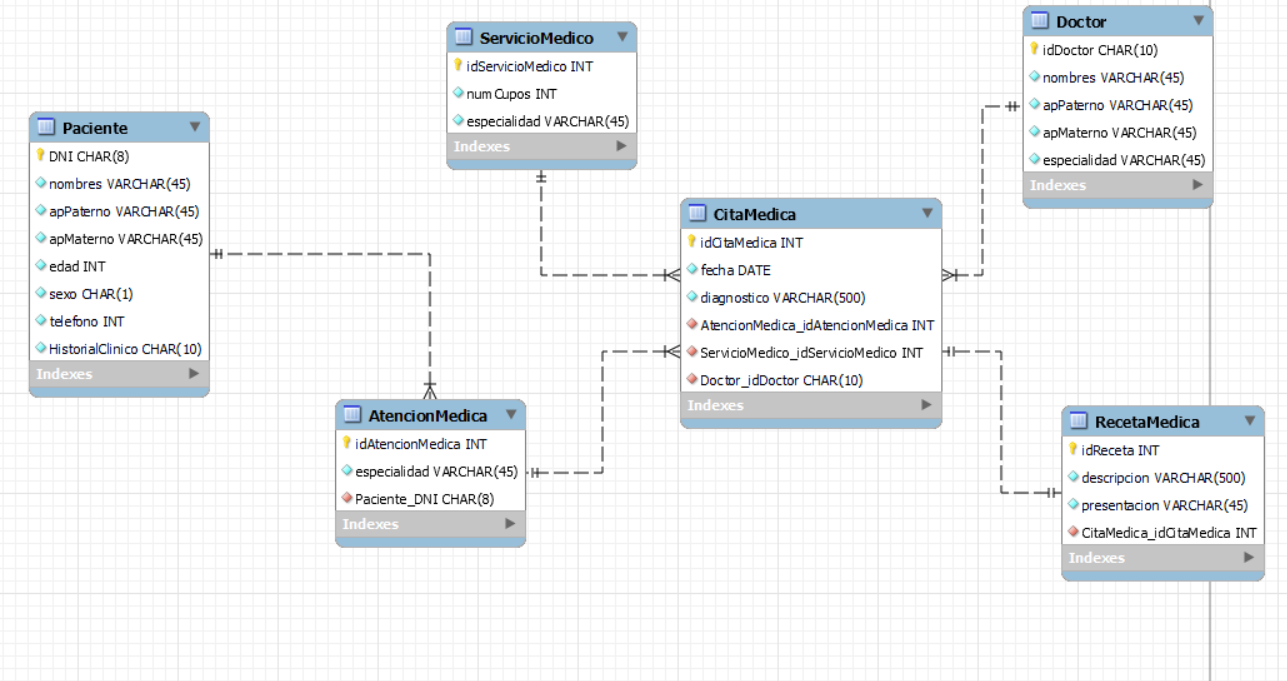 ServicioMedico
idServicioMedico INT
numCupos INT
especialidad VARCHAR(45)
Indexes
Doctor
idDoctor CHAR(10)
nombres VARCHAR(45)
apPaterno VARCHAR(45)
apMaterno VARCHAR(45)
especialidad VARCHAR(45)
Indexes
Paciente
DNI CHAR(8)
nombres VARCHAR(45)
apPaterno VARCHAR(45)
apMaterno VARCHAR(45)
edad INT
sexo CHAR(1)
telefono INT
HistorialClinico CHAR(10)
Indexes
CitaMedica
idCitaMedica INT
fecha DATE
diagnostico VARCHAR(500)
AtencionMedica_idAtencionMedica INT
ServicioMedico_idServicioMedico INT
Doctor_idDoctor CHAR(10)
Indexes
AtencionMedica
idAtencionMedica INT
especialidad VARCHAR(45)
Paciente_DNI CHAR(8)
Indexes
RecetaMedica
idReceta INT
descripcion VARCHAR(500)
presentacion VARCHAR(45)
CitaMedica_idCitaMedica INT
Indexes